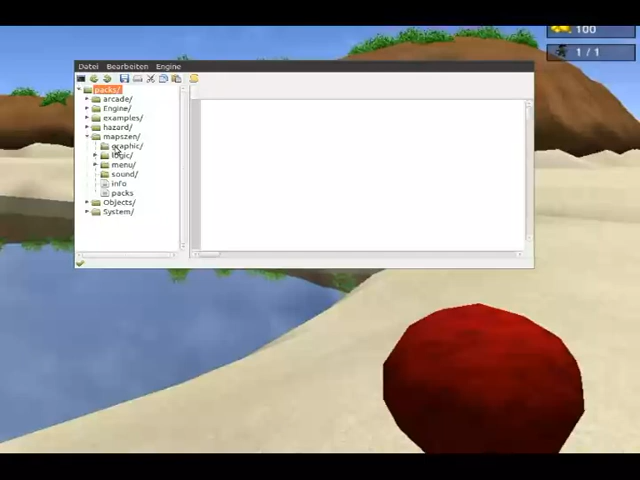 100
1 / 1
Datei Bearbeiten Engine
packs/
arcade/
Engine/
examples/
hazard/
mapszen/
graphic/
logic/
menu/
sound/
info
packs
Objects/
System/